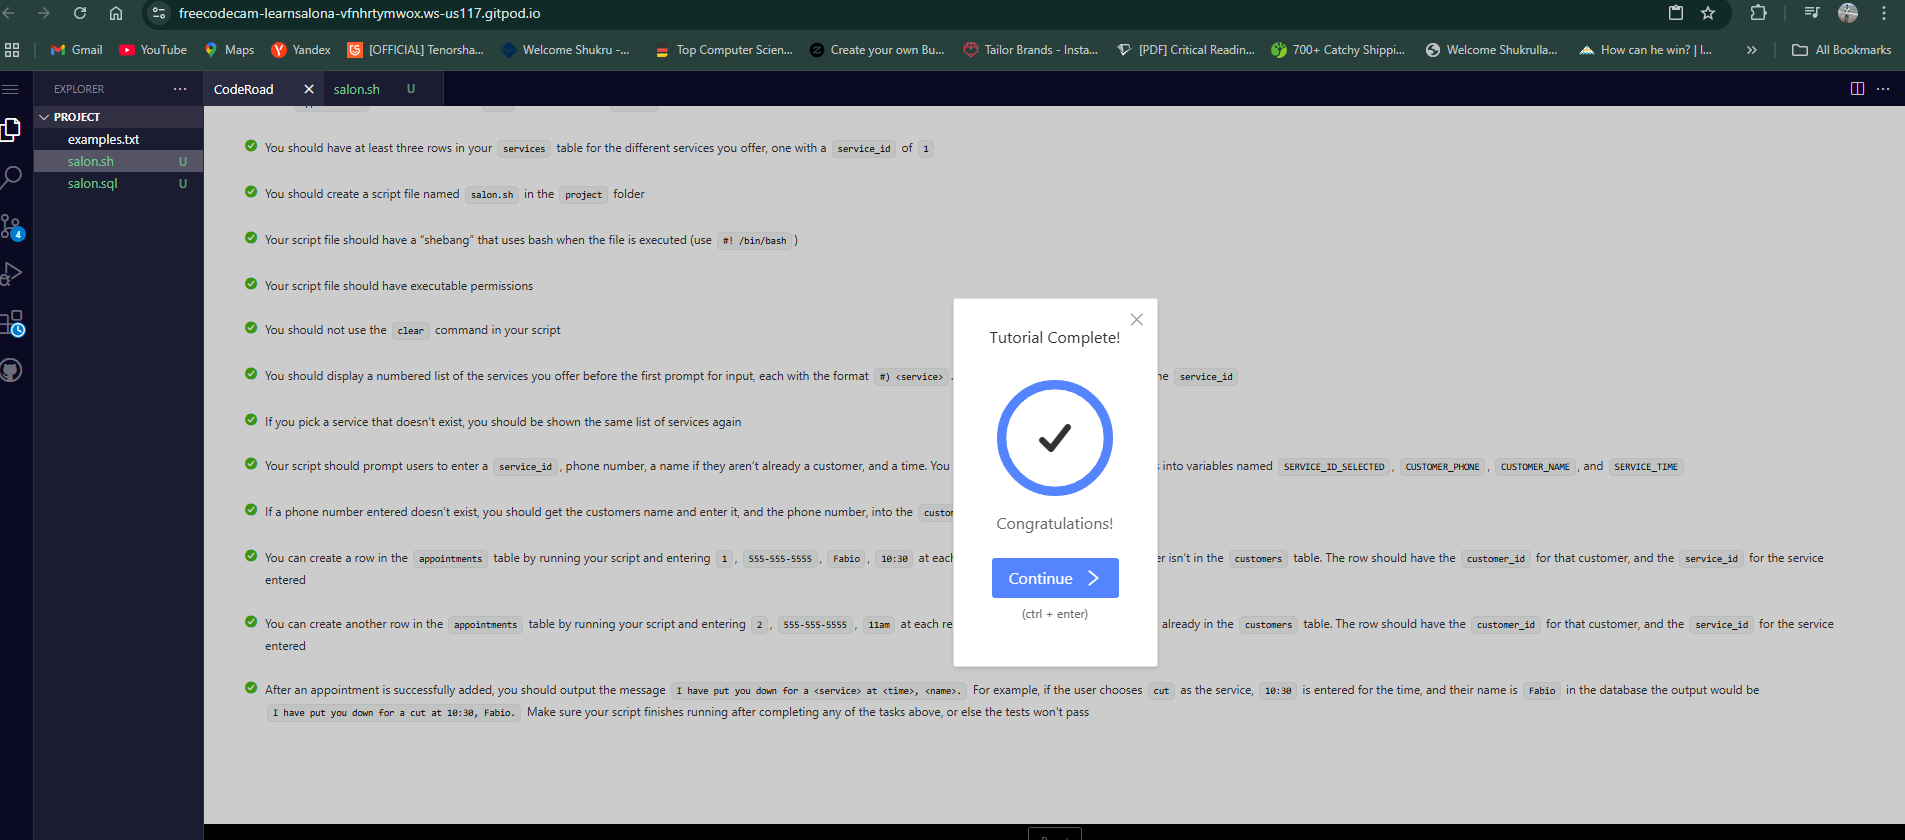 freecodecam-learnsalona-vfnhrtymwox.ws-us117.gitpod.io
Gmail YouTube Maps Yandex [OFFICIAL] Tenorsha... Welcome Shukru -... Top Computer Scien... Create your own Bu... Tailor Brands - Insta... [PDF] Critical Readin... 700+ Catchy Shippi... Welcome Shukrulla... How can he win? | I... » All Bookmarks
EXPLORER ··· CodeRoad salon.sh U
PROJECT
examples.txt
salon.sh U
salon.sql U
4
You should have at least three rows in your services table for the different services you offer, one with a service_id of 1
You should create a script file named salon.sh in the project folder
Your script file should have a “shebang” that uses bash when the file is executed (use #! /bin/bash )
Your script file should have executable permissions
You should not use the clear command in your script
You should display a numbered list of the services you offer before the first prompt for input, each with the format #) <service> . he service_id
If you pick a service that doesn't exist, you should be shown the same list of services again
Your script should prompt users to enter a service_id , phone number, a name if they aren’t already a customer, and a time. You s into variables named SERVICE_ID_SELECTED , CUSTOMER_PHONE , CUSTOMER_NAME , and SERVICE_TIME
If a phone number entered doesn’t exist, you should get the customers name and enter it, and the phone number, into the custom
You can create a row in the appointments table by running your script and entering 1 , 555-555-5555 , Fabio , 10:30 at each er isn’t in the customers table. The row should have the customer_id for that customer, and the service_id for the service
entered
You can create another row in the appointments table by running your script and entering 2 , 555-555-5555 , 11am at each re already in the customers table. The row should have the customer_id for that customer, and the service_id for the service
entered
After an appointment is successfully added, you should output the message I have put you down for a <service> at <time>, <name>. For example, if the user chooses cut as the service, 10:30 is entered for the time, and their name is Fabio in the database the output would be
I have put you down for a cut at 10:30, Fabio. Make sure your script finishes running after completing any of the tasks above, or else the tests won't pass
Tutorial Complete!
Congratulations!
Continue
(ctrl + enter)